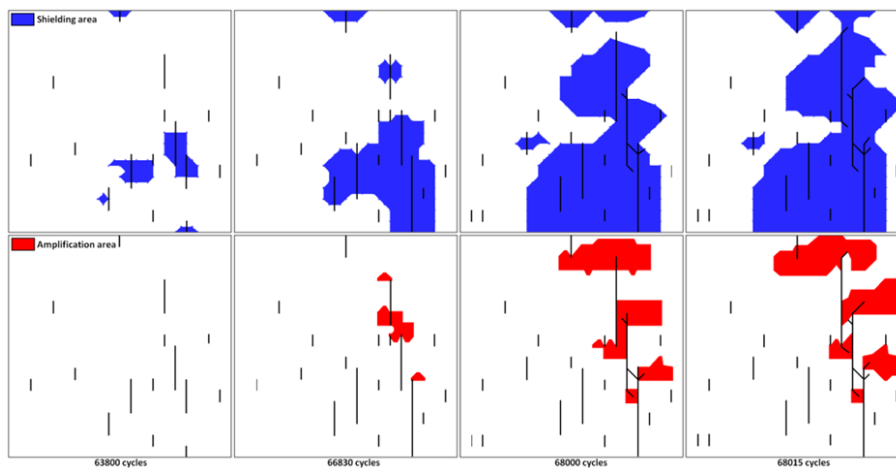 Shielding area
Amplification area
63800 cycles
66830 cycles
68000 cycles
68015 cycles